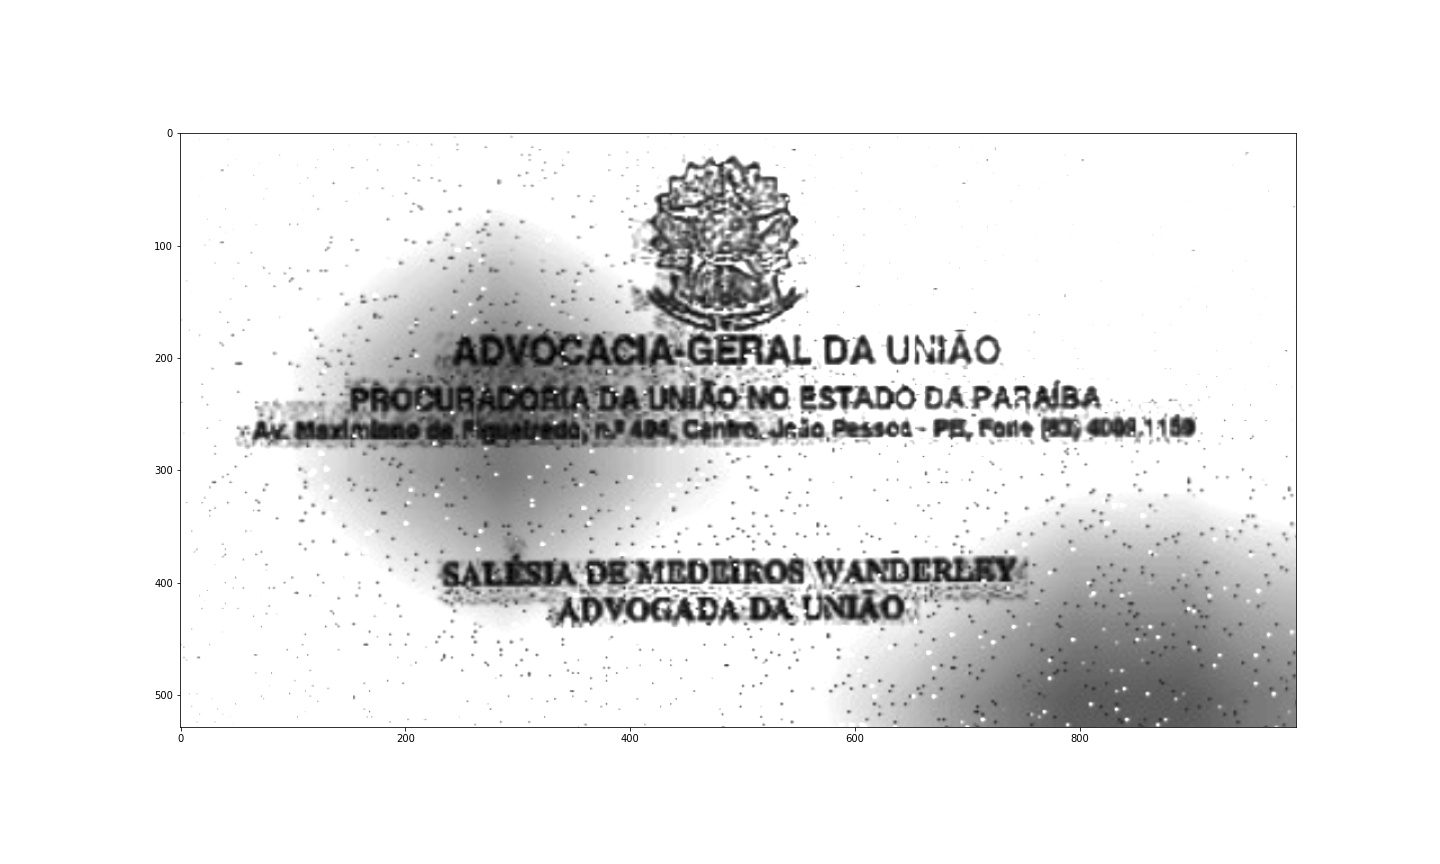 0
100
200
300
400
500
ADVOCACIA-GERAL DA UNIÃO
PROCURADORIA DA UNIÃO NO ESTADO DA PARAÍBA
Av. Maximiano de Figueiredo, n.º 404, Centro, João Pessoa - PB, Fone (83) 4009.1159
SALÉSIA DE MEDEIROS WANDERLEY
ADVOGADA DA UNIÃO
0 200 400 600 800